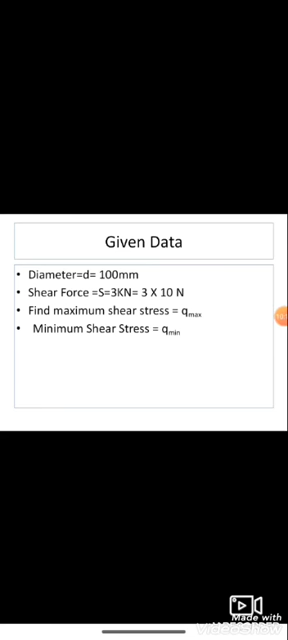 Given Data
• Diameter=d= 100mm
• Shear Force =S=3KN= 3 X 10 N
• Find maximum shear stress = qmax
• Minimum Shear Stress = qmin
Made with